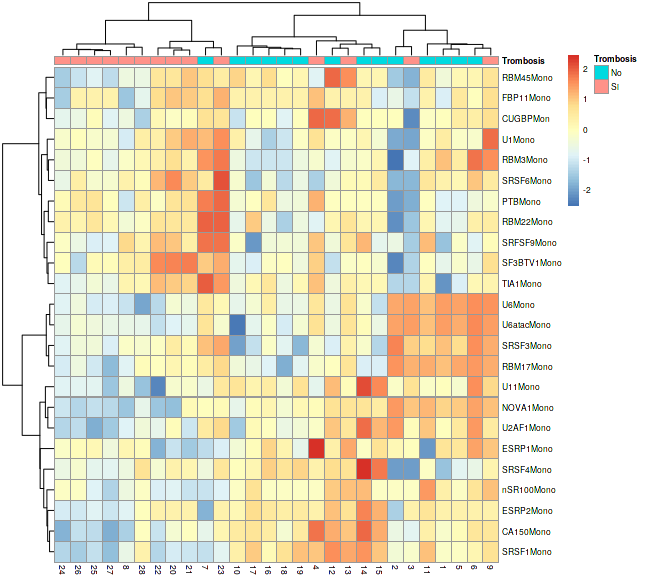 Trombosis
RBM45Mono
FBP11Mono
CUGBPMon
U1Mono
RBM3Mono
SRSF6Mono
PTBMono
RBM22Mono
SRFSF9Mono
SF3BTV1Mono
TIA1Mono
U6Mono
U6atacMono
SRSF3Mono
RBM17Mono
U11Mono
NOVA1Mono
U2AF1Mono
ESRP1Mono
SRSF4Mono
nSR100Mono
ESRP2Mono
CA150Mono
SRSF1Mono
24 26 25 27 8 28 22 20 21 7 23 10 17 16 18 19 4 12 13 14 15 2 3 11 1 5 6 9
2
1
0
-1
-2
Trombosis
No
SI